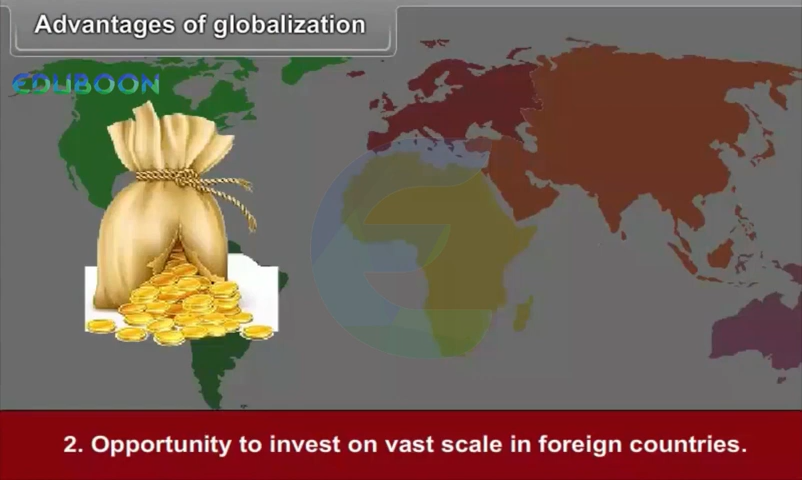 Advantages of globalization
EDUBOON
2. Opportunity to invest on vast scale in foreign countries.